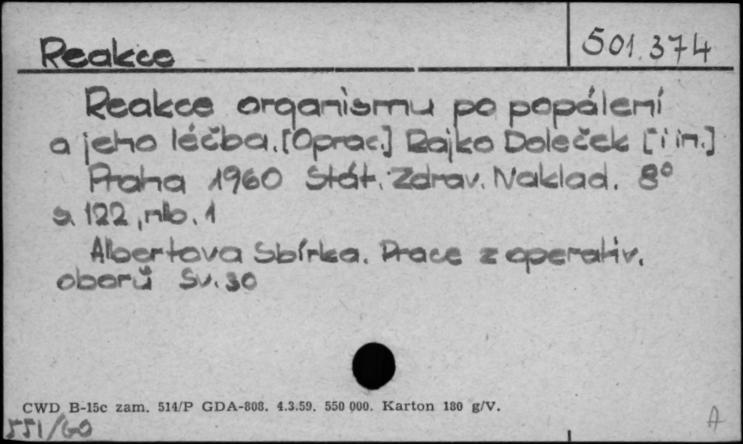 Reakce
501.374
Reakce organismu po popálení
a jeho léčba. [Oprac.] Rajko Doleček [i in.]
Praha 1960 Stát. Zdrav. Naklad. 8°
s. 122, nlb. 1
Albertova Sbírka. Prace z operativ.
oborů Sv. 30
CWD B-15c zam. 514/P GDA-808. 4.3.59. 550 000. Karton 180 g/V.
551/60
A